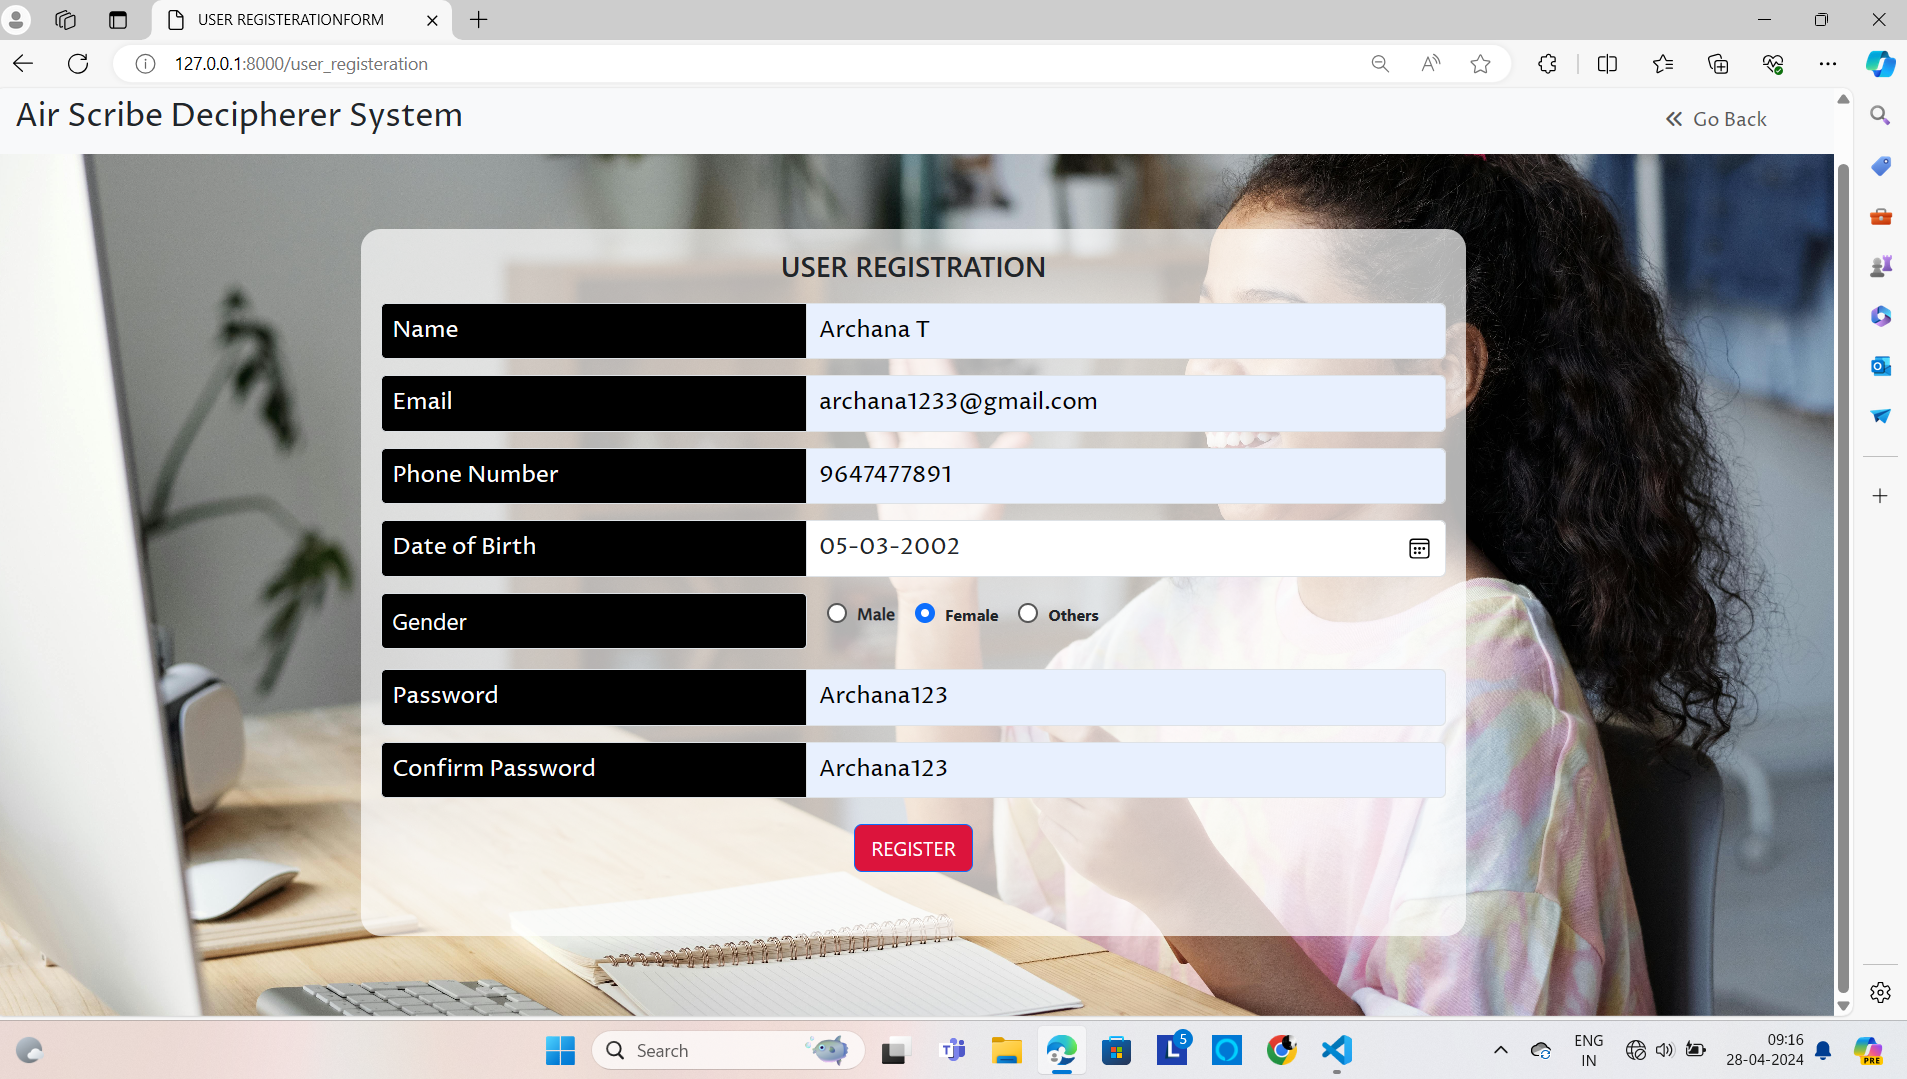 USER REGISTERATIONFORM
127.0.0.1:8000/user_registeration
Air Scribe Decipherer System
Go Back
USER REGISTRATION
Name Archana T
Email archana1233@gmail.com
Phone Number 9647477891
Date of Birth 05-03-2002
Gender Male Female Others
Password Archana123
Confirm Password Archana123
REGISTER
Search
5
ENG
IN
09:16
28-04-2024
PRE